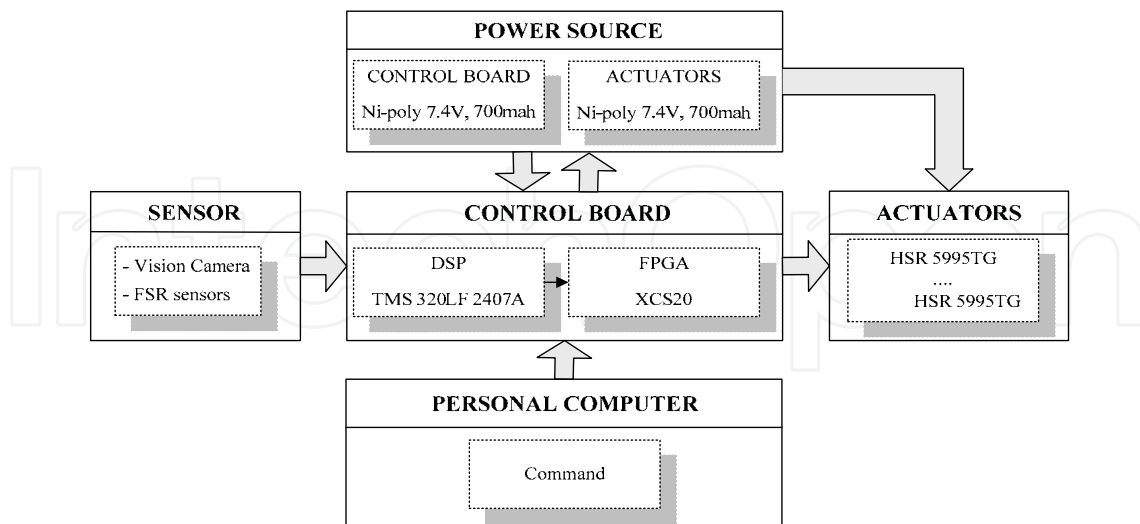 POWER SOURCE
CONTROL BOARD
Ni-poly 7.4V, 700mah
ACTUATORS
Ni-poly 7.4V, 700mah
SENSOR
- Vision Camera
- FSR sensors
CONTROL BOARD
DSP
TMS 320LF 2407A
FPGA
XCS20
ACTUATORS
HSR 5995TG
....
HSR 5995TG
PERSONAL COMPUTER
Command
IntechOpen